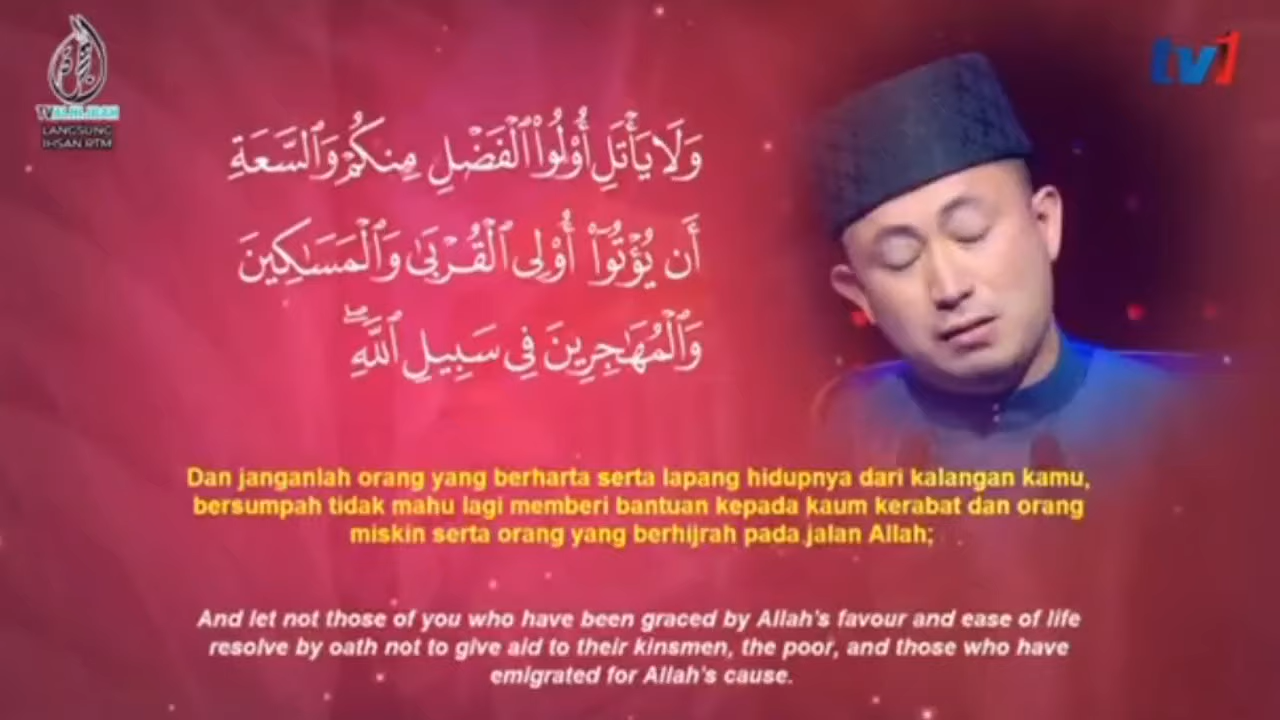 TVALHIJRAH
LANGSUNG
IHSAN RTM
tv1
وَلَا يَأْتَلِ أُوْلُواْ ٱلْفَضْلِ مِنكُمْ وَٱلسَّعَةِ
أَن يُؤْتُوٓاْ أُوْلِى ٱلْقُرْبَىٰ وَٱلْمَسَـٰكِينَ
وَٱلْمُهَـٰجِرِينَ فِى سَبِيلِ ٱللَّهِ ۖ
Dan janganlah orang yang berharta serta lapang hidupnya dari kalangan kamu,
bersumpah tidak mahu lagi memberi bantuan kepada kaum kerabat dan orang
miskin serta orang yang berhijrah pada jalan Allah;
And let not those of you who have been graced by Allah's favour and ease of life
resolve by oath not to give aid to their kinsmen, the poor, and those who have
emigrated for Allah's cause.